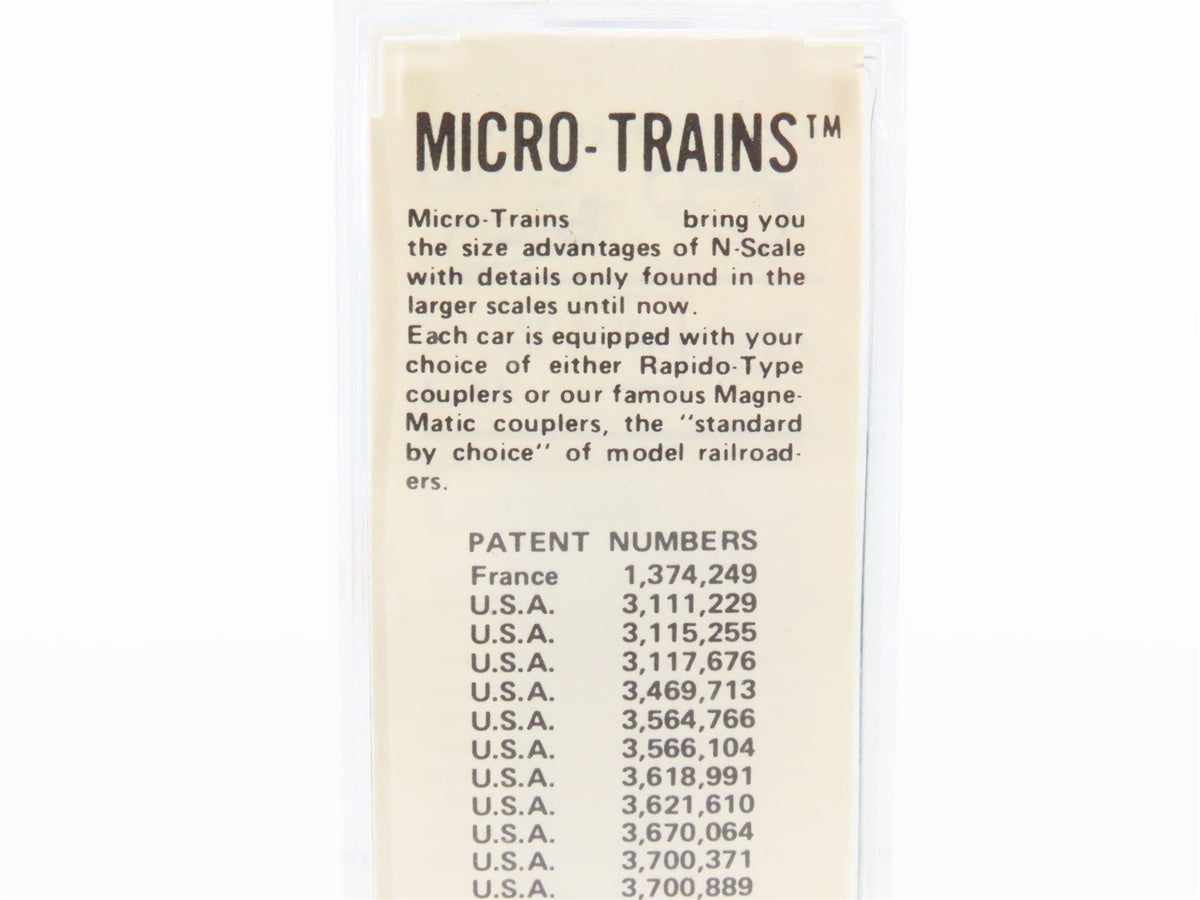 MICRO-TRAINS™
Micro-Trains bring you
the size advantages of N-Scale
with details only found in the
larger scales until now.
Each car is equipped with your
choice of either Rapido-Type
couplers or our famous Magne-
Matic couplers, the "standard
by choice" of model railroad-
ers.
PATENT NUMBERS
France 1,374,249
U.S.A. 3,111,229
U.S.A. 3,115,255
U.S.A. 3,117,676
U.S.A. 3,469,713
U.S.A. 3,564,766
U.S.A. 3,566,104
U.S.A. 3,618,991
U.S.A. 3,621,610
U.S.A. 3,670,064
U.S.A. 3,700,371
U.S.A. 3,700,889